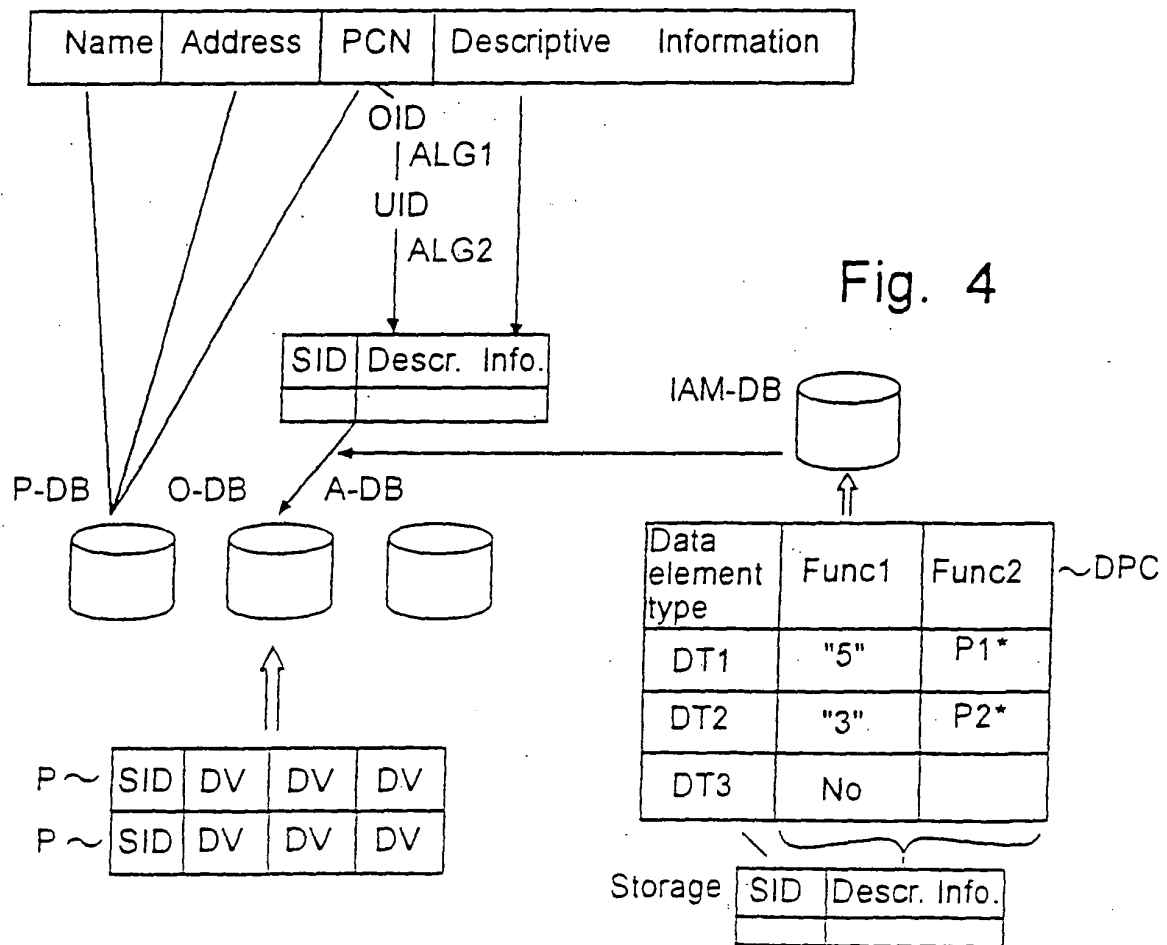 Name Address PCN Descriptive Information
OID
ALG1
UID
ALG2
Fig. 4
SID Descr. Info.
IAM-DB
P-DB O-DB A-DB
Data element type Func1 Func2 ~DPC
DT1 "5" P1*
DT2 "3" P2*
DT3 No
P~ SID DV DV DV
P~ SID DV DV DV
Storage SID Descr. Info.